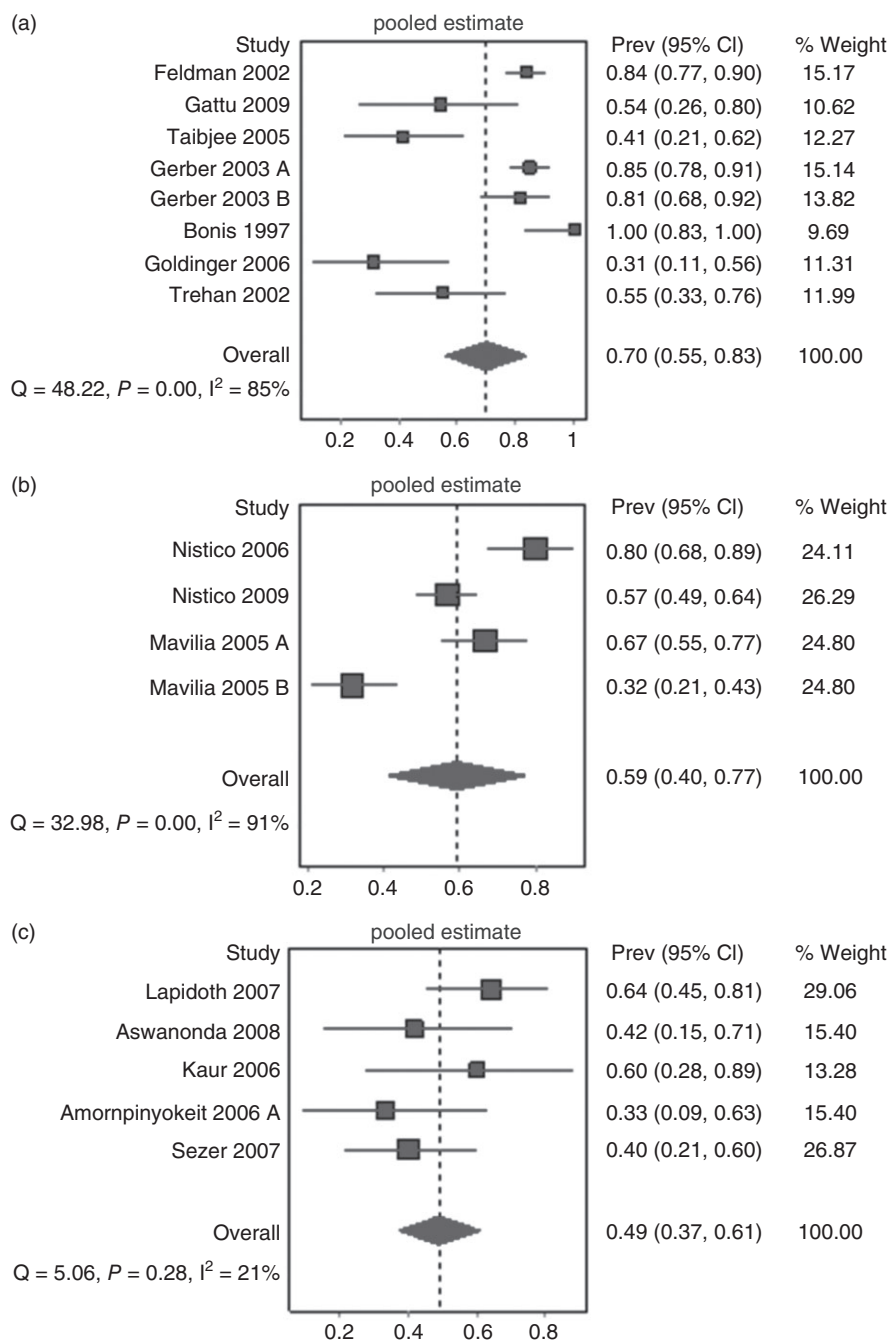 (a)
pooled estimate
Study Prev (95% CI) % Weight
Feldman 2002 0.84 (0.77, 0.90) 15.17
Gattu 2009 0.54 (0.26, 0.80) 10.62
Taibjee 2005 0.41 (0.21, 0.62) 12.27
Gerber 2003 A 0.85 (0.78, 0.91) 15.14
Gerber 2003 B 0.81 (0.68, 0.92) 13.82
Bonis 1997 1.00 (0.83, 1.00) 9.69
Goldinger 2006 0.31 (0.11, 0.56) 11.31
Trehan 2002 0.55 (0.33, 0.76) 11.99
Overall 0.70 (0.55, 0.83) 100.00
Q = 48.22, P = 0.00, I² = 85%
0.2 0.4 0.6 0.8 1
(b)
pooled estimate
Study Prev (95% CI) % Weight
Nistico 2006 0.80 (0.68, 0.89) 24.11
Nistico 2009 0.57 (0.49, 0.64) 26.29
Mavilia 2005 A 0.67 (0.55, 0.77) 24.80
Mavilia 2005 B 0.32 (0.21, 0.43) 24.80
Overall 0.59 (0.40, 0.77) 100.00
Q = 32.98, P = 0.00, I² = 91%
0.2 0.4 0.6 0.8
(c)
pooled estimate
Study Prev (95% CI) % Weight
Lapidoth 2007 0.64 (0.45, 0.81) 29.06
Aswanonda 2008 0.42 (0.15, 0.71) 15.40
Kaur 2006 0.60 (0.28, 0.89) 13.28
Amornpinyokeit 2006 A 0.33 (0.09, 0.63) 15.40
Sezer 2007 0.40 (0.21, 0.60) 26.87
Overall 0.49 (0.37, 0.61) 100.00
Q = 5.06, P = 0.28, I² = 21%
0.2 0.4 0.6 0.8